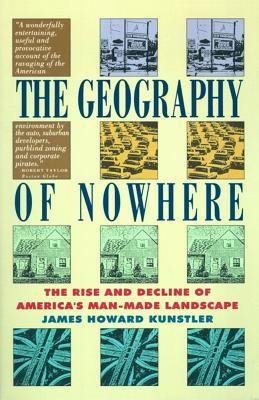 "A wonderfully
entertaining,
useful and
provocative
account of the
ravaging of the
American
THE GEOGRAPHY
environment by
the auto, suburban
developers,
purblind zoning
and corporate
pirates."
-ROBERT TAYLOR
Boston Globe
OF NOWHERE
THE RISE AND DECLINE OF
AMERICA'S MAN-MADE LANDSCAPE
JAMES HOWARD KUNSTLER